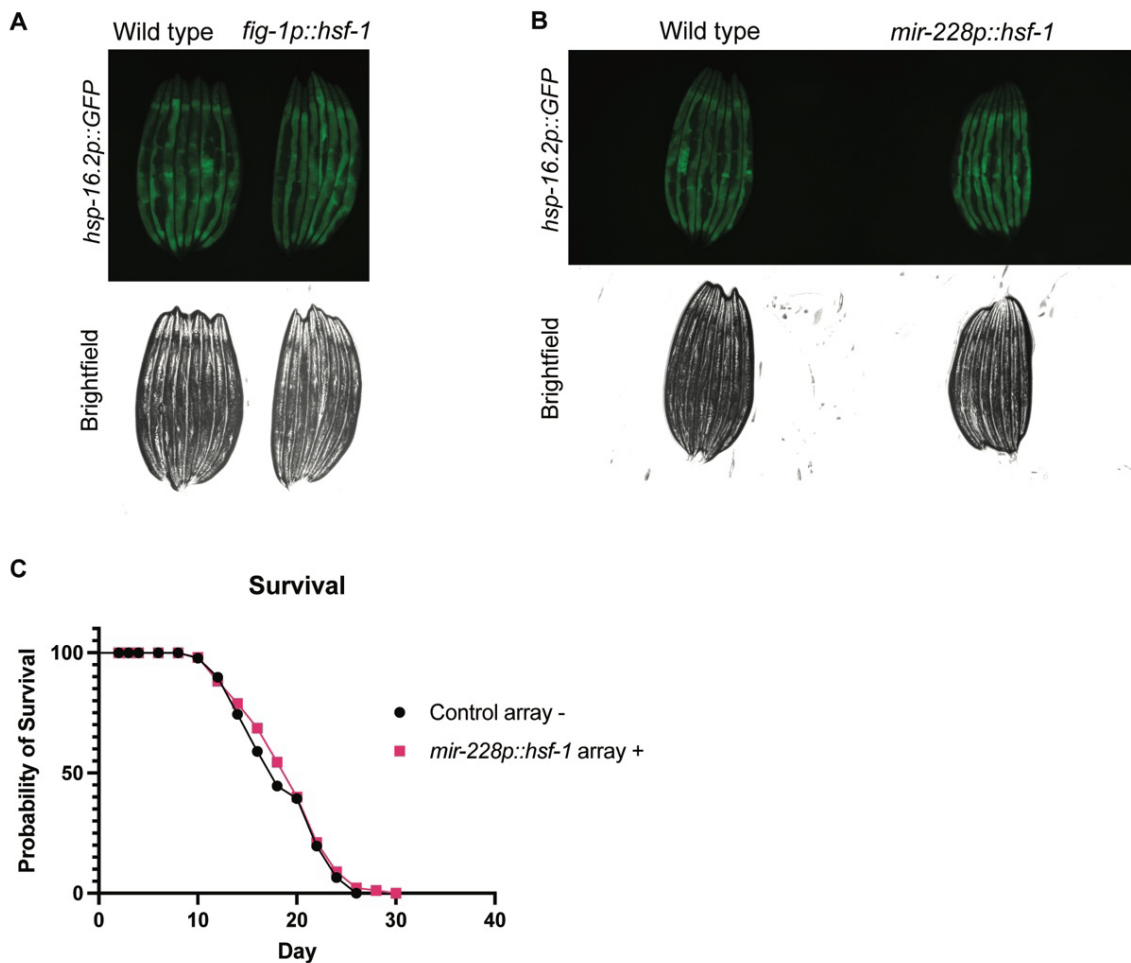 A
Wild type
fig-1p::hsf-1
hsp-16.2p::GFP
Brightfield
B
Wild type
mir-228p::hsf-1
hsp-16.2p::GFP
Brightfield
C
Survival
Probability of Survival
100
50
0
0
10
20
30
40
Day
Control array -
mir-228p::hsf-1 array +